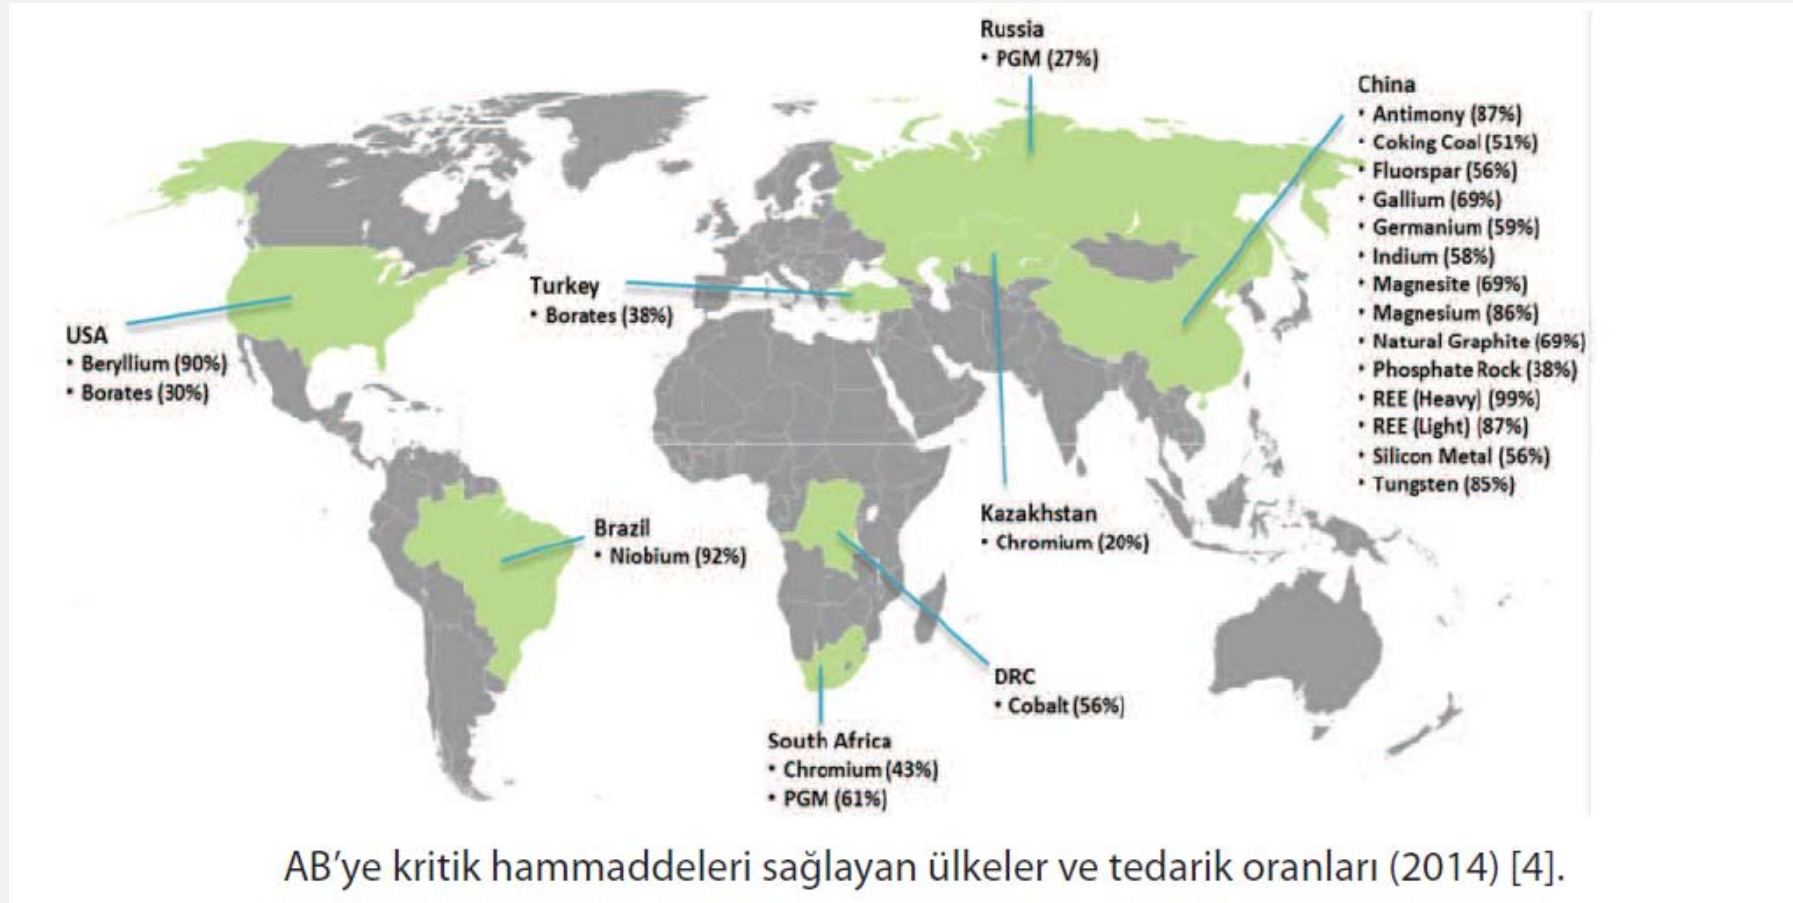 Russia
• PGM (27%)
China
• Antimony (87%)
• Coking Coal (51%)
• Fluorspar (56%)
• Gallium (69%)
• Germanium (59%)
• Indium (58%)
• Magnesite (69%)
• Magnesium (86%)
• Natural Graphite (69%)
• Phosphate Rock (38%)
• REE (Heavy) (99%)
• REE (Light) (87%)
• Silicon Metal (56%)
• Tungsten (85%)
Turkey
• Borates (38%)
USA
• Beryllium (90%)
• Borates (30%)
Brazil
• Niobium (92%)
Kazakhstan
• Chromium (20%)
DRC
• Cobalt (56%)
South Africa
• Chromium (43%)
• PGM (61%)
AB’ye kritik hammaddeleri sağlayan ülkeler ve tedarik oranları (2014) [4].